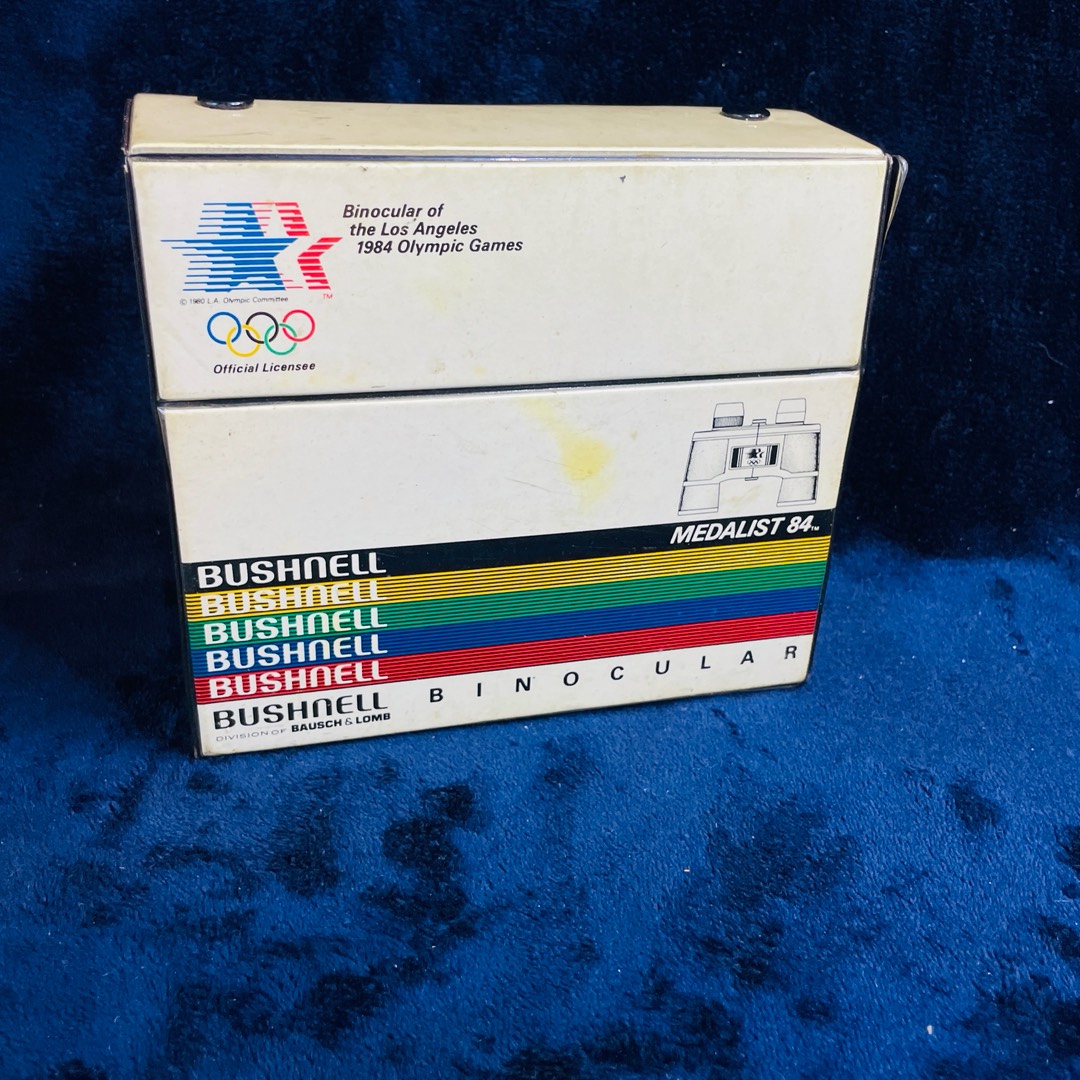 Binocular of
the Los Angeles
1984 Olympic Games
TM
© 1980 L.A. Olympic Committee
Official Licensee
MEDALIST 84™
BUSHNELL
BUSHNELL
BUSHNELL
BUSHNELL
BUSHNELL
BUSHNELL BINOCULAR
DIVISION OF BAUSCH & LOMB